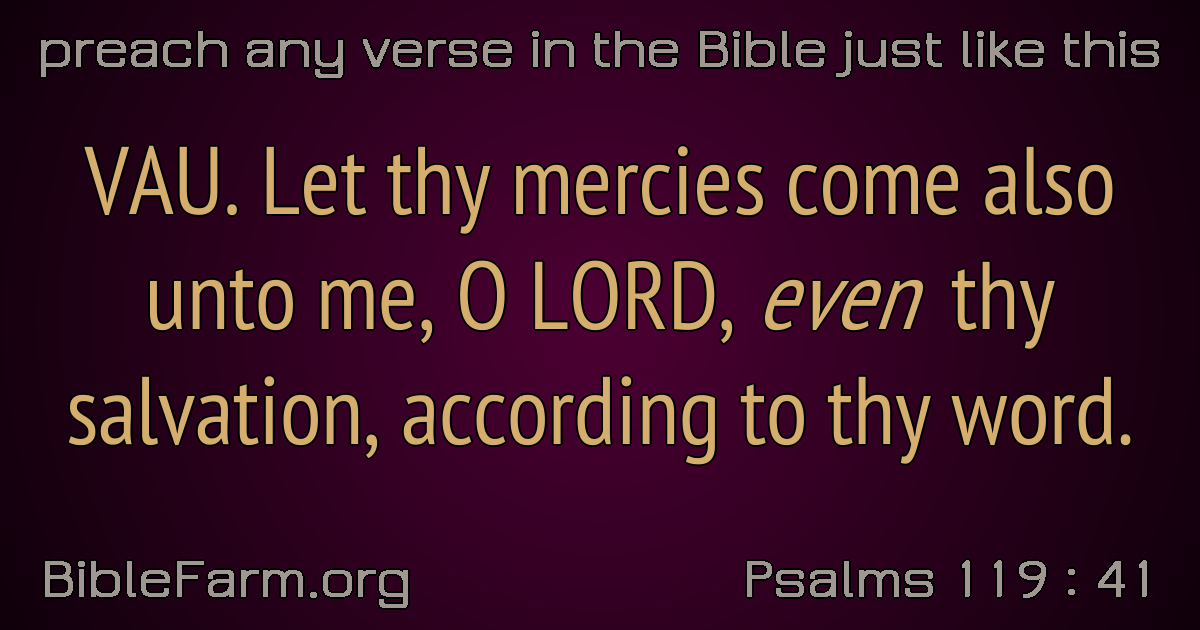 preach any verse in the Bible just like this
VAU. Let thy mercies come also
unto me, O LORD, even thy
salvation, according to thy word.
BibleFarm.org
Psalms 119 : 41